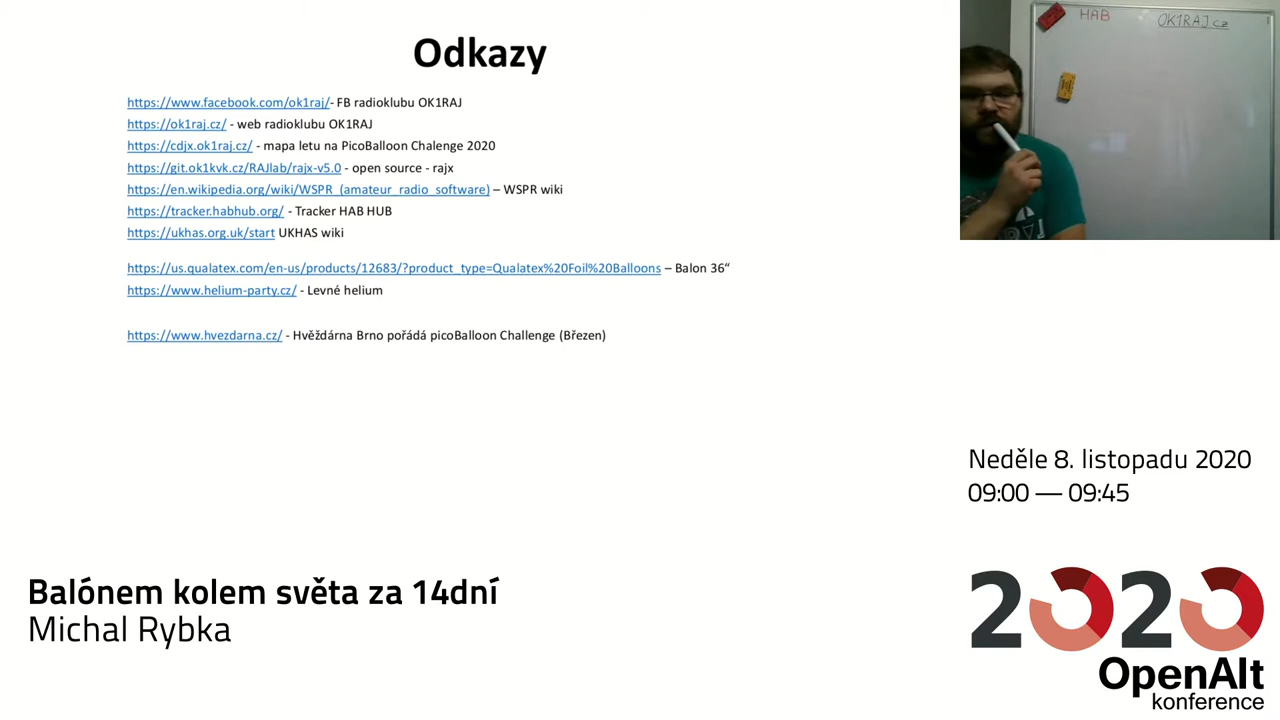 Odkazy
https://www.facebook.com/ok1raj/- FB radioklubu OK1RAJ
https://ok1raj.cz/ - web radioklubu OK1RAJ
https://cdjx.ok1raj.cz/ - mapa letu na PicoBalloon Chalenge 2020
https://git.ok1kvk.cz/RAJlab/rajx-v5.0 - open source - rajx
https://en.wikipedia.org/wiki/WSPR_(amateur_radio_software) – WSPR wiki
https://tracker.habhub.org/ - Tracker HAB HUB
https://ukhas.org.uk/start UKHAS wiki
https://us.qualatex.com/en-us/products/12683/?product_type=Qualatex%20Foil%20Balloons – Balon 36“
https://www.helium-party.cz/ - Levné helium
https://www.hvezdarna.cz/ - Hvěždárna Brno pořádá picoBalloon Challenge (Březen)
HAB
OK1RAJ.cz
Neděle 8. listopadu 2020
09:00 — 09:45
Balónem kolem světa za 14dní
Michal Rybka
2020
OpenAlt
konference